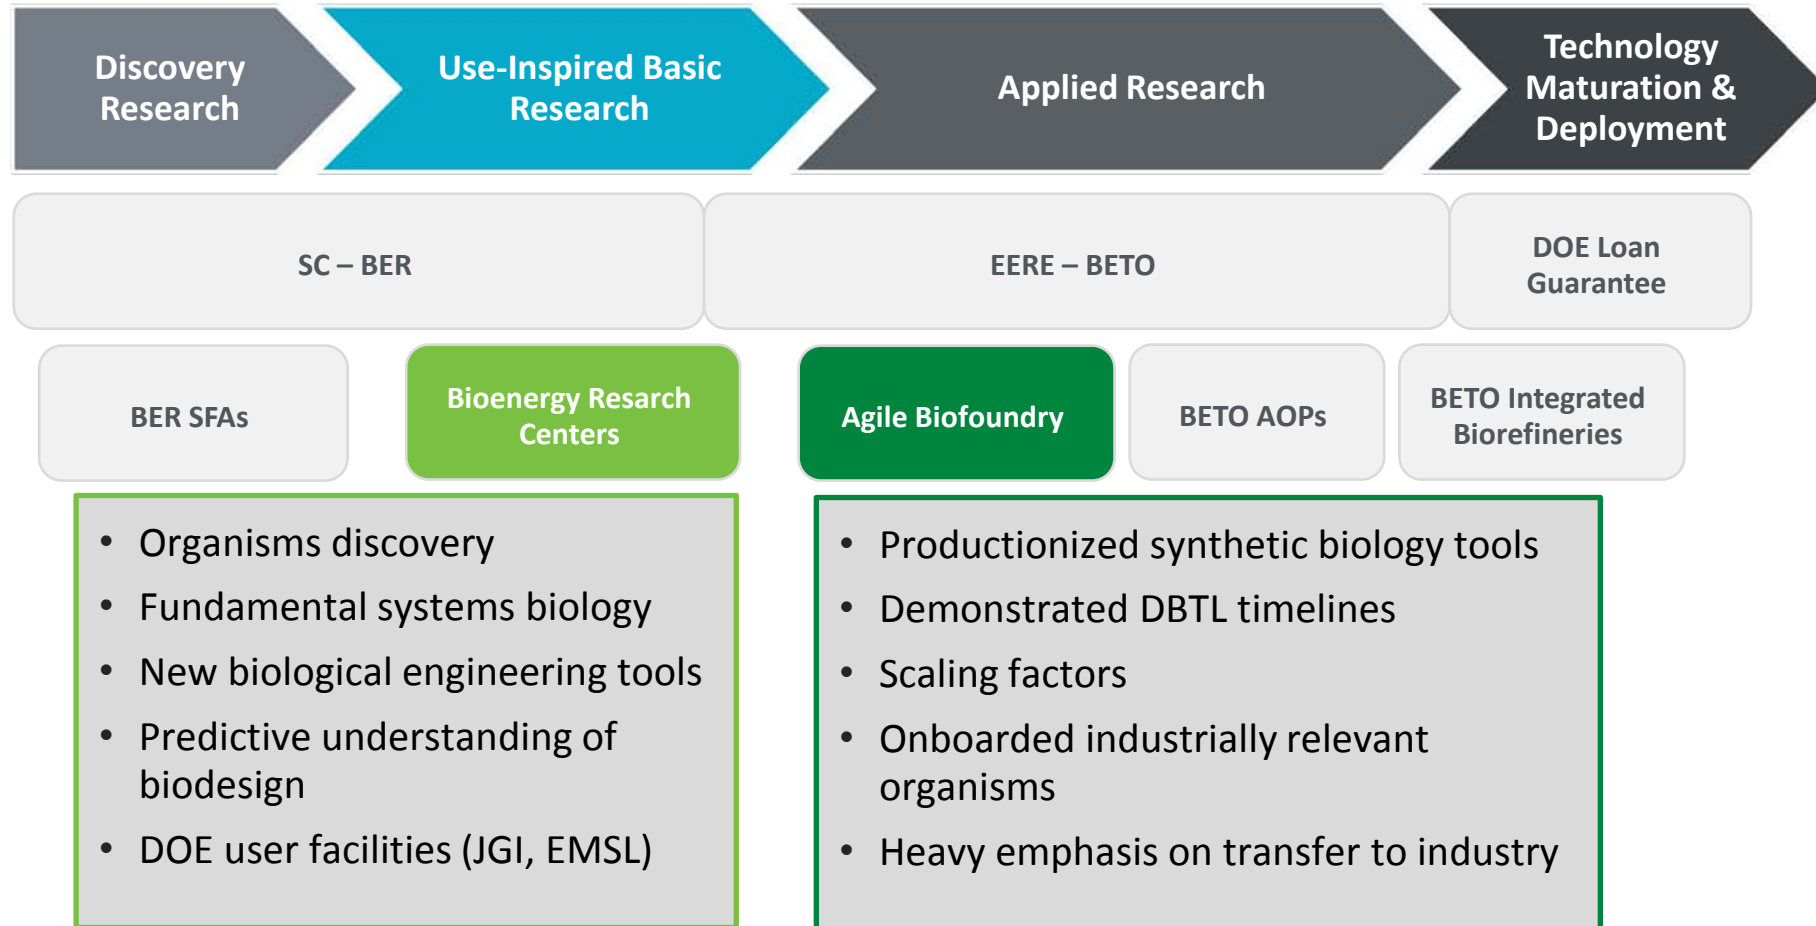 Discovery
Research
Use-Inspired Basic
Research
Applied Research
Technology
Maturation &
Deployment
SC – BER
EERE – BETO
DOE Loan
Guarantee
BER SFAs
Bioenergy Resarch
Centers
Agile Biofoundry
BETO AOPs
BETO Integrated
Biorefineries
• Organisms discovery
• Fundamental systems biology
• New biological engineering tools
• Predictive understanding of
biodesign
• DOE user facilities (JGI, EMSL)
• Productionized synthetic biology tools
• Demonstrated DBTL timelines
• Scaling factors
• Onboarded industrially relevant
organisms
• Heavy emphasis on transfer to industry